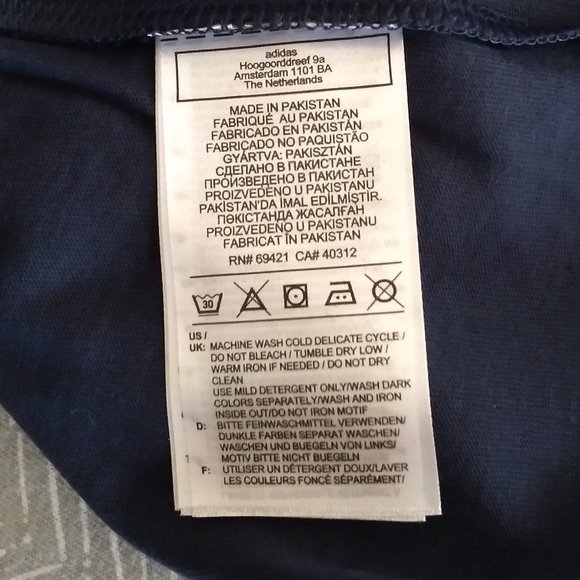 adidas
Hoogoorddreef 9a
Amsterdam 1101 BA
The Netherlands
MADE IN PAKISTAN
FABRIQUÉ AU PAKISTAN
FABRICADO EN PAKISTÁN
FABRICADO NO PAQUISTÃO
GYÁRTVA: PAKISZTÁN
СДЕЛАНО В ПАКИСТАНЕ
ПРОИЗВЕДЕНО В ПАКИСТАН
PROIZVEDENO U PAKISTANU
PAKİSTAN'DA İMAL EDİLMİŞTİR.
ПӘКІСТАНДА ЖАСАЛҒАН
PROIZVEDENO U PAKISTANU
FABRICAT ÎN PAKISTAN
RN# 69421 CA# 40312
30
US /
UK: MACHINE WASH COLD DELICATE CYCLE /
DO NOT BLEACH / TUMBLE DRY LOW /
WARM IRON IF NEEDED / DO NOT DRY
CLEAN
USE MILD DETERGENT ONLY/WASH DARK
COLORS SEPARATELY/WASH AND IRON
INSIDE OUT/DO NOT IRON MOTIF
D: BITTE FEINWASCHMITTEL VERWENDEN/
DUNKLE FARBEN SEPARAT WASCHEN/
WASCHEN UND BUEGELN VON LINKS/
MOTIV BITTE NICHT BUEGELN
F: UTILISER UN DÉTERGENT DOUX/LAVER
LES COULEURS FONCÉ SÉPARÉMENT/